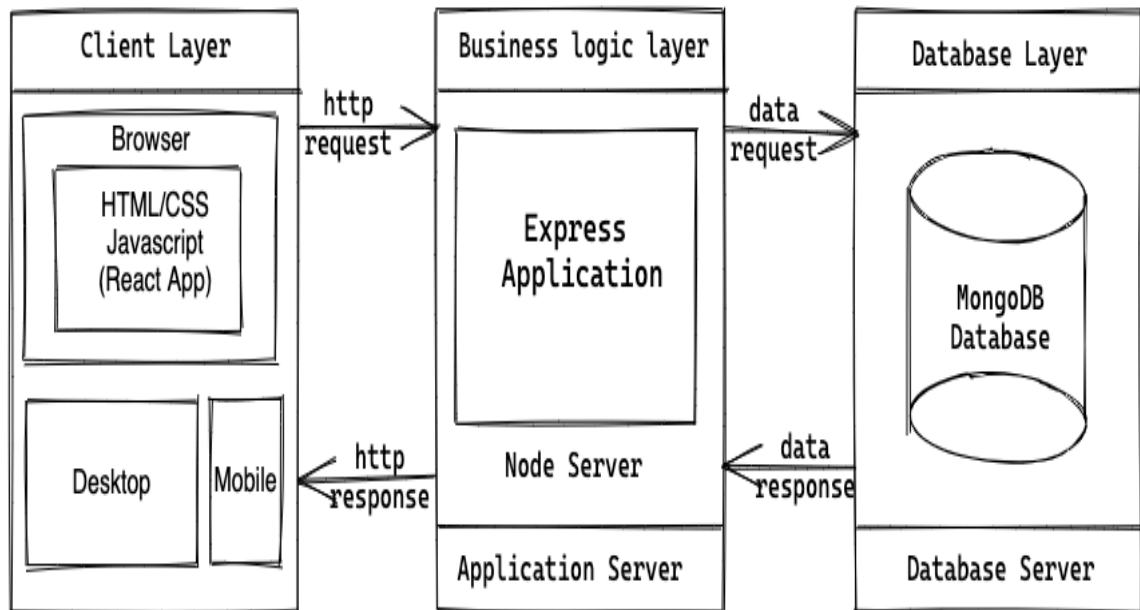 Client Layer
Browser
HTML/CSS
Javascript
(React App)
Desktop
Mobile
http
request
http
response
Business logic layer
Express
Application
Node Server
Application Server
data
request
data
response
Database Layer
MongoDB
Database
Database Server